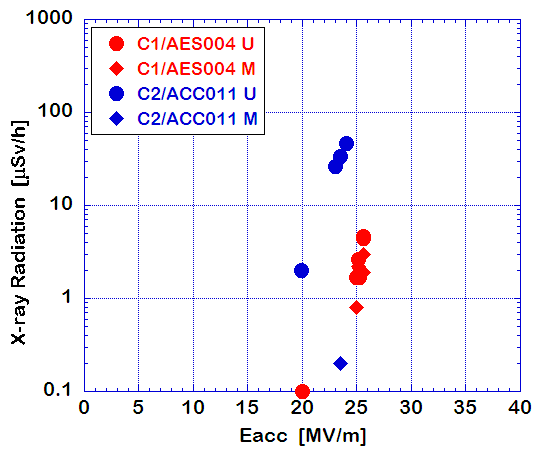 1000
100
10
1
0.1
X-ray Radiation [μSv/h]
C1/AES004 U
C1/AES004 M
C2/ACC011 U
C2/ACC011 M
0 5 10 15 20 25 30 35 40
Eacc [MV/m]